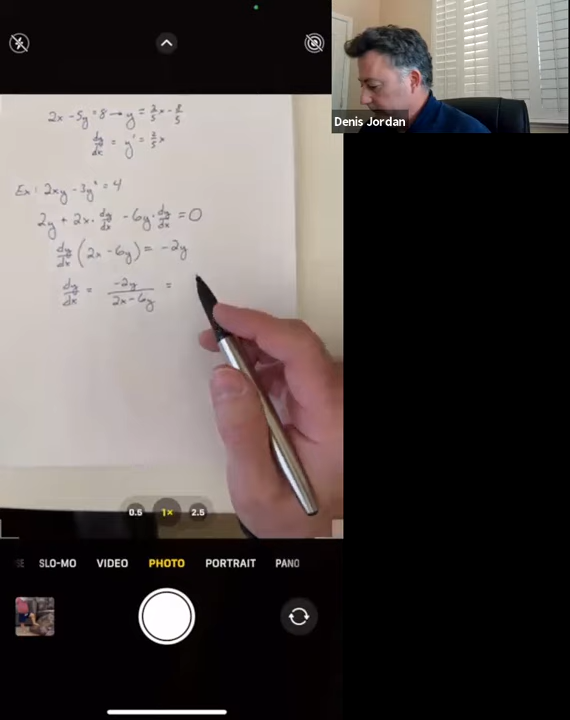 Denis Jordan
2x - 5y = 8 → y = 2/5 x - 8/5
dy/dx = y' = 2/5 x
Ex: 2xy - 3y² = 4
2y + 2x · dy/dx - 6y · dy/dx = 0
dy/dx (2x - 6y) = -2y
dy/dx = -2y / 2x - 6y =
0.5 1× 2.5
SLO-MO VIDEO PHOTO PORTRAIT PANO